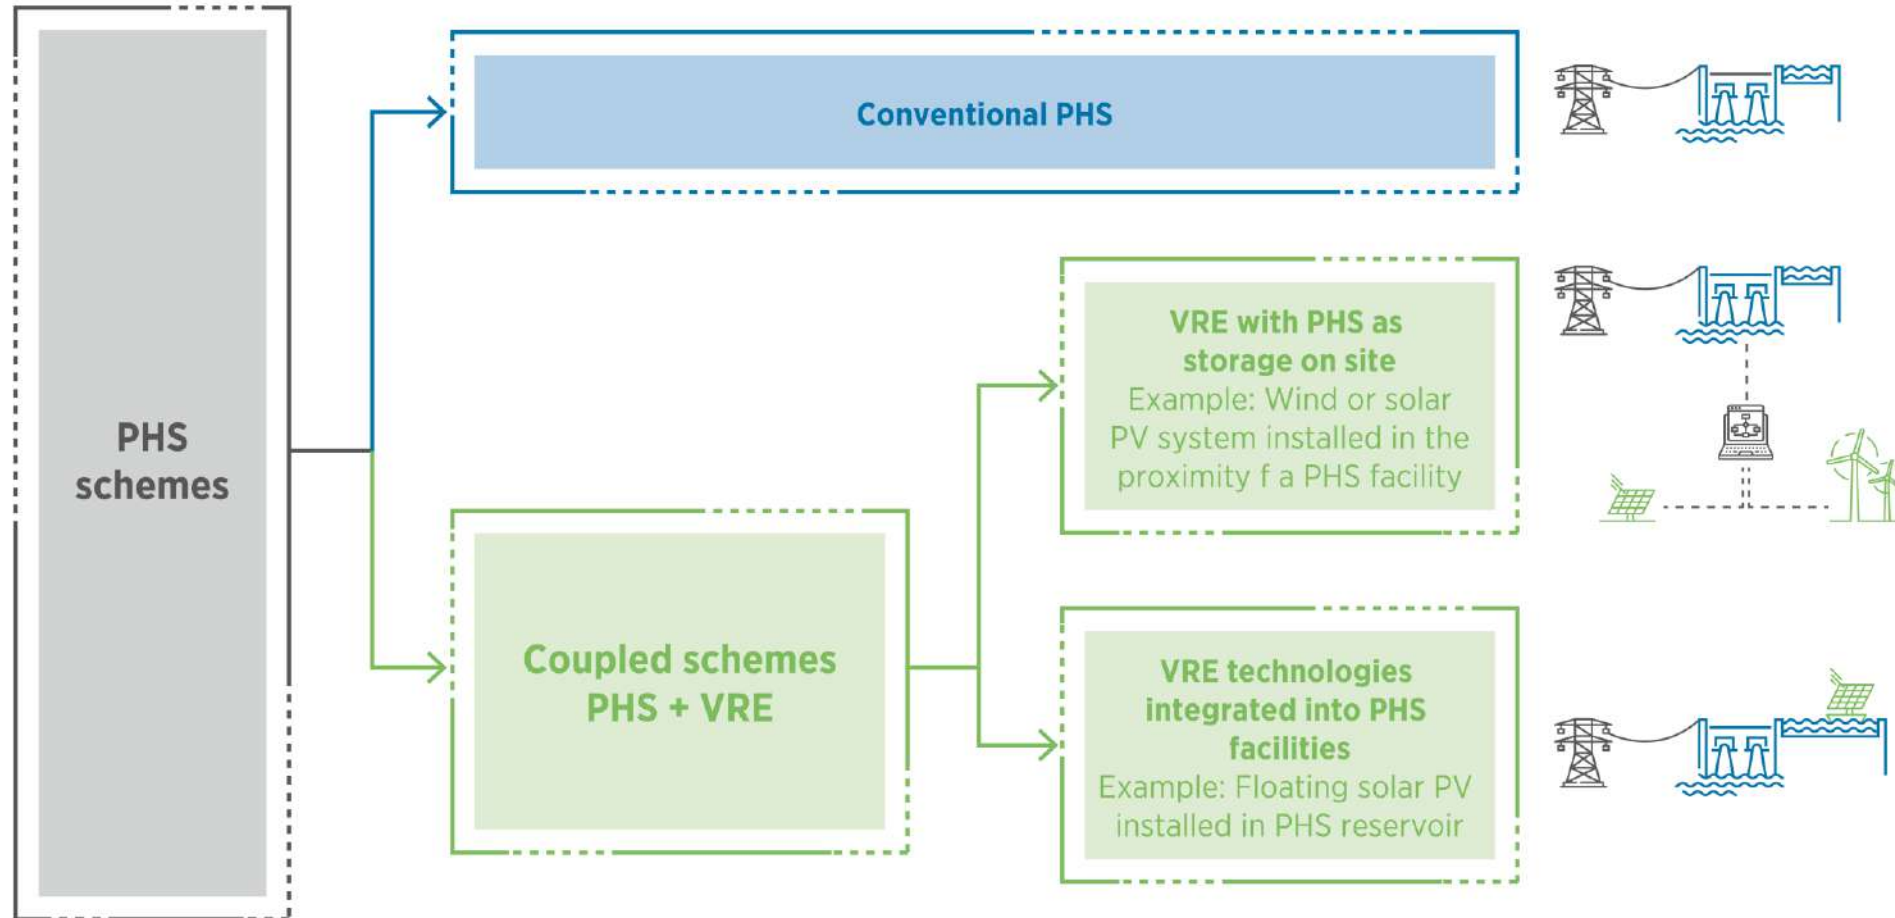 PHS
schemes
Conventional PHS
Coupled schemes
PHS + VRE
VRE with PHS as
storage on site
Example: Wind or solar
PV system installed in the
proximity f a PHS facility
VRE technologies
integrated into PHS
facilities
Example: Floating solar PV
installed in PHS reservoir